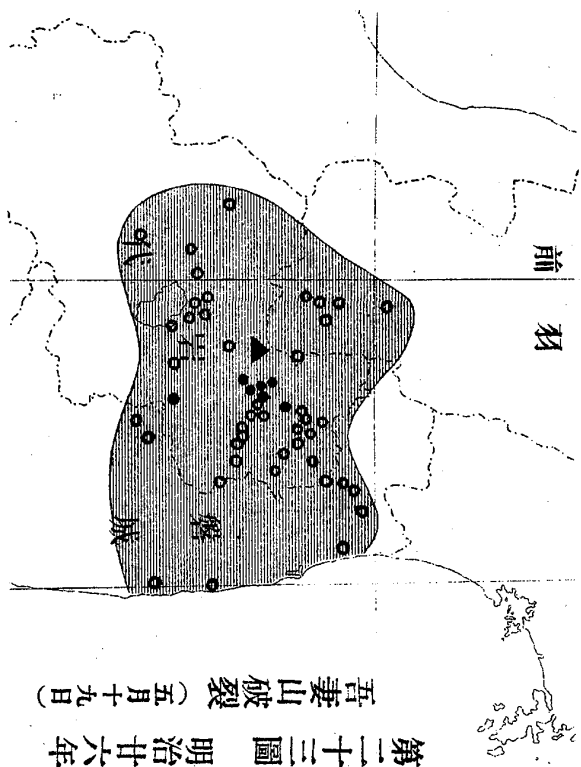 第二十三圖 明治廿六年
吾妻山破裂 (五月十九日)
羽前
岩代
磐城